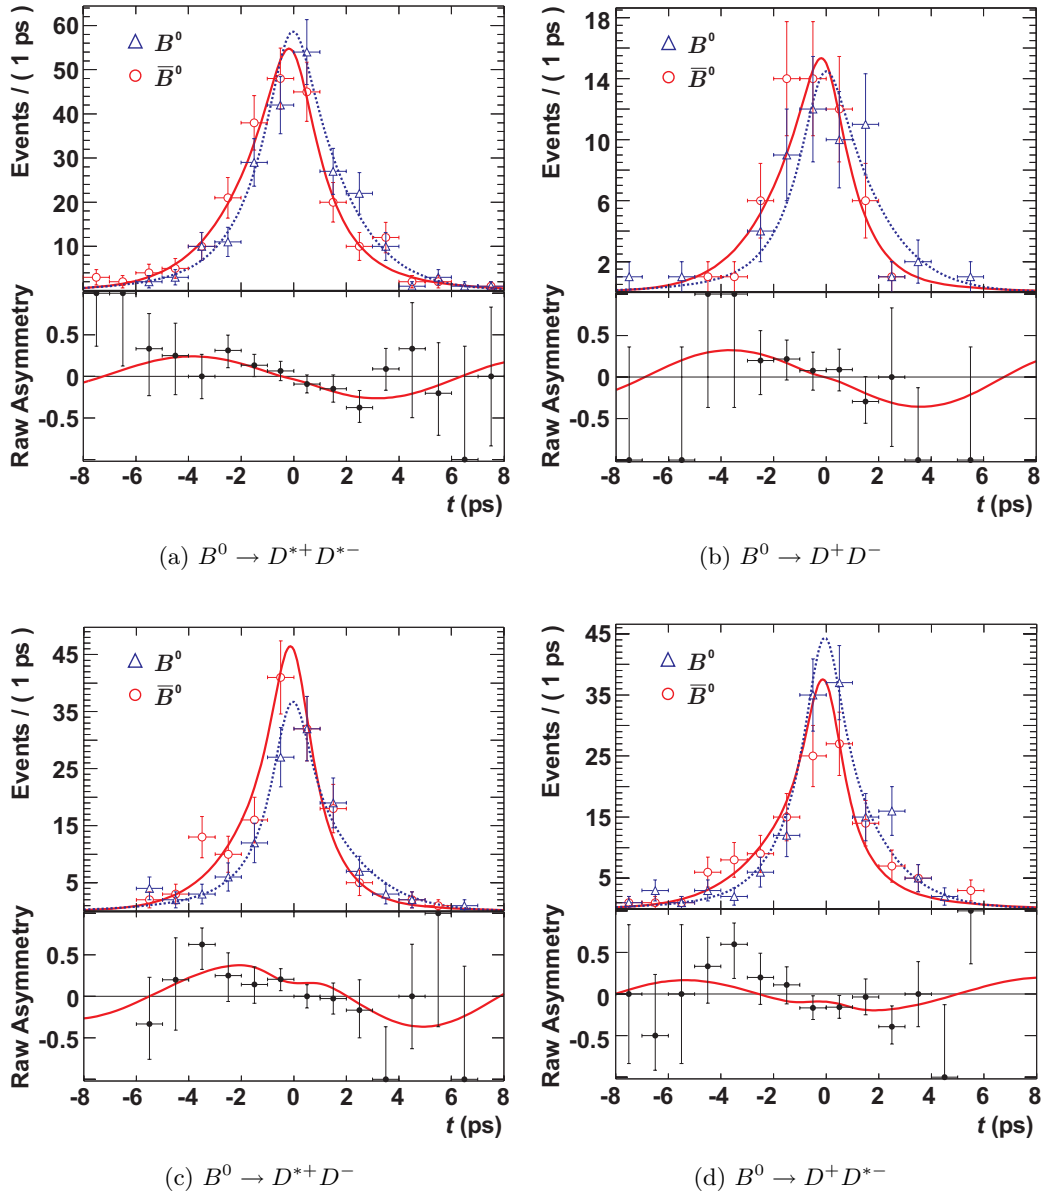 Events / ( 1 ps )
60
50
40
30
20
10
B⁰
B̅⁰
Raw Asymmetry
0.5
0
-0.5
-8 -6 -4 -2 0 2 4 6 8
t (ps)
(a) B⁰ → D*⁺D*⁻
Events / ( 1 ps )
18
14
10
6
2
B⁰
B̅⁰
Raw Asymmetry
0.5
0
-0.5
-8 -6 -4 -2 0 2 4 6 8
t (ps)
(b) B⁰ → D⁺D⁻
Events / ( 1 ps )
45
35
25
15
5
B⁰
B̅⁰
Raw Asymmetry
0.5
0
-0.5
-8 -6 -4 -2 0 2 4 6 8
t (ps)
(c) B⁰ → D*⁺D⁻
Events / ( 1 ps )
45
35
25
15
5
B⁰
B̅⁰
Raw Asymmetry
0.5
0
-0.5
-8 -6 -4 -2 0 2 4 6 8
t (ps)
(d) B⁰ → D⁺D*⁻